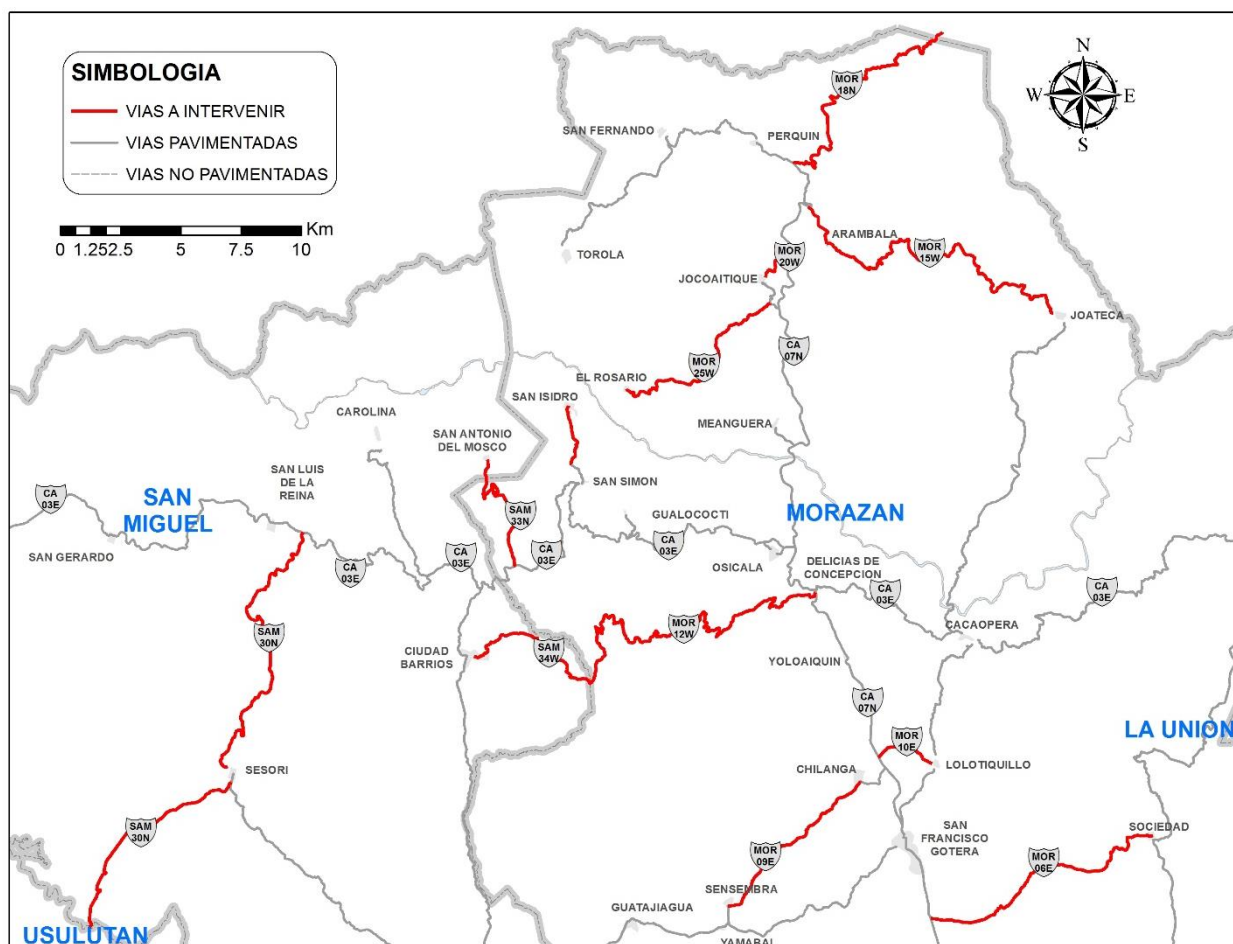 SIMBOLOGIA
VIAS A INTERVENIR
VIAS PAVIMENTADAS
VIAS NO PAVIMENTADAS
0 1.25 2.5 5 7.5 10 Km
N
W E
S
MOR
18N
SAN FERNANDO
PERQUIN
TOROLA
ARAMBALA
MOR
20W
MOR
15W
JOCOAITIQUE
JOATECA
CA
07N
MOR
25W
EL ROSARIO
SAN ISIDRO
CAROLINA
MEANGUERA
SAN ANTONIO
DEL MOSCO
SAN LUIS
DE LA
REINA
SAN SIMON
CA
03E
SAN
MIGUEL
SAM
33N
GUALOCOCTI
MORAZAN
SAN GERARDO
CA
03E
CA
03E
CA
03E
CA
03E
OSICALA
DELICIAS DE
CONCEPCION
CA
03E
CA
03E
SAM
30N
CIUDAD
BARRIOS
SAM
34W
MOR
12W
CACAOPERA
YOLOAIQUIN
CA
07N
LA UNION
MOR
10E
SESORI
CHILANGA
LOLOTIQUILLO
SAM
30N
SAN
FRANCISCO
GOTERA
SOCIEDAD
MOR
09E
MOR
06E
SENSEMBRA
GUATAJIAGUA
USULUTAN
YAMABAL